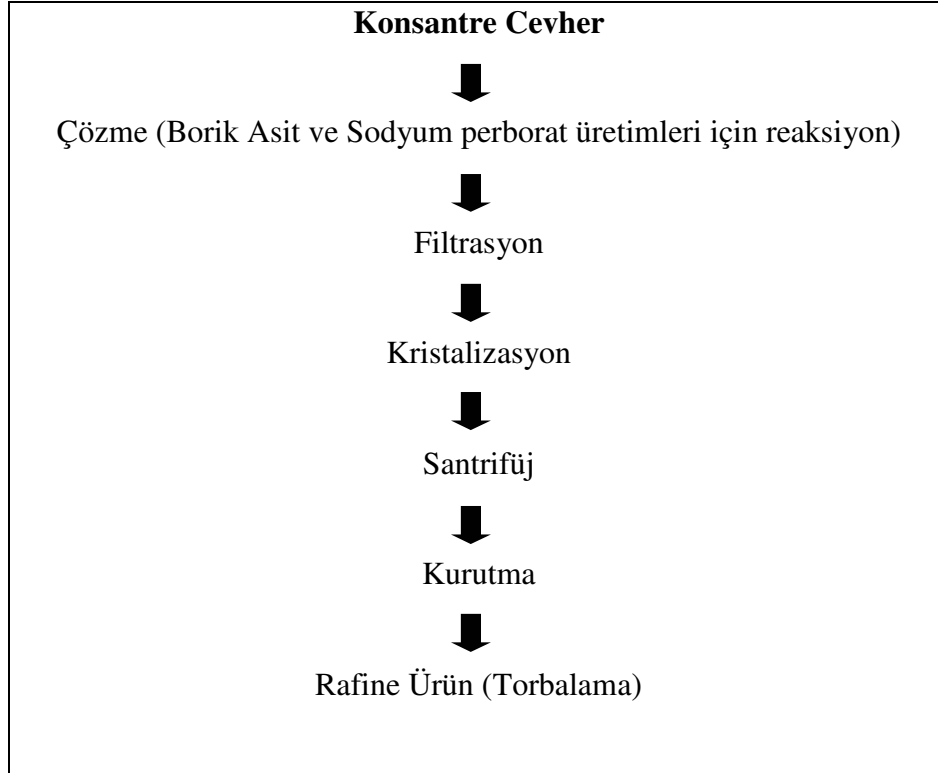 Konsantre Cevher
Çözme (Borik Asit ve Sodyum perborat üretimleri için reaksiyon)
Filtrasyon
Kristalizasyon
Santrifüj
Kurutma
Rafine Ürün (Torbalama)